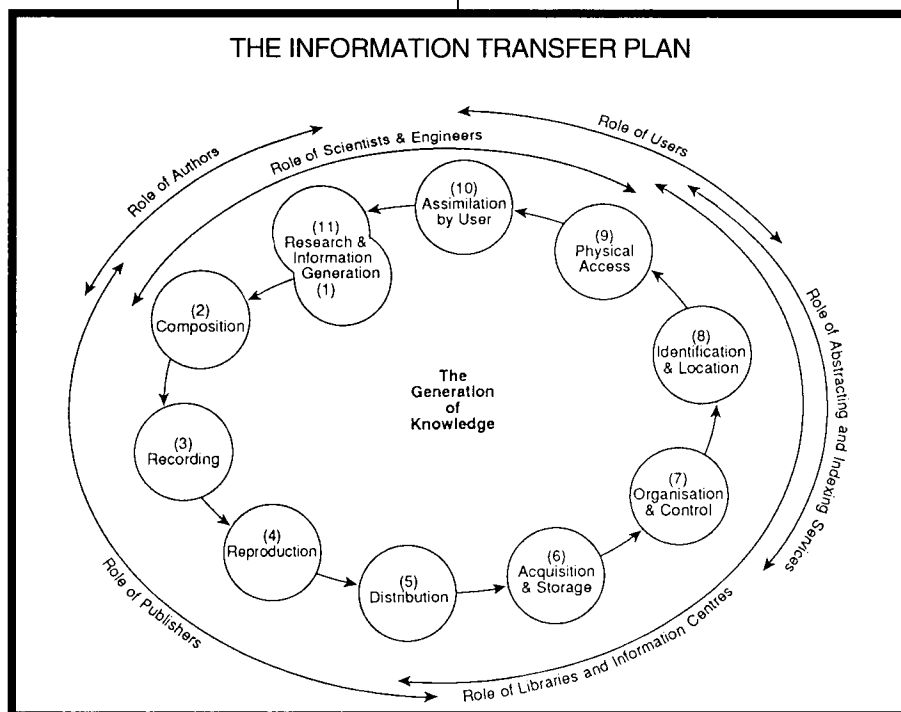 THE INFORMATION TRANSFER PLAN
Role of Authors
Role of Scientists & Engineers
Role of Users
(10)
Assimilation
by User
(11)
Research &
Information
Generation
(1)
(9)
Physical
Access
(2)
Composition
(8)
Identification
& Location
The
Generation
of
Knowledge
(3)
Recording
(7)
Organisation
& Control
(4)
Reproduction
(6)
Acquisition
& Storage
(5)
Distribution
Role of Abstracting and Indexing Services
Role of Publishers
Role of Libraries and Information Centres